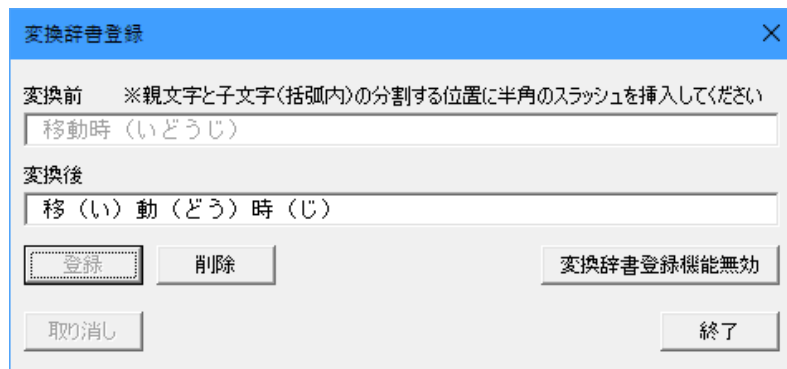 変換辞書登録
変換前 ※親文字と子文字(括弧内)の分割する位置に半角のスラッシュを挿入してください
移動時（いどうじ）
変換後
移（い）動（どう）時（じ）
登録 削除 変換辞書登録機能無効
取り消し 終了